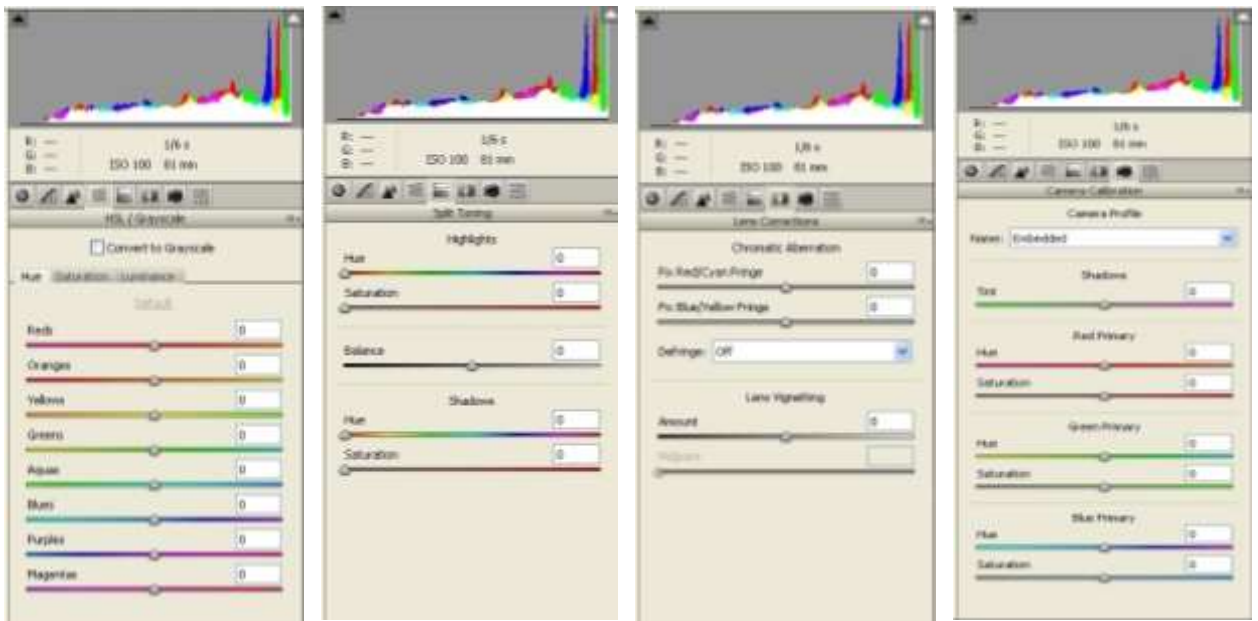 R: ---
G: ---
B: ---
1/6 s
ISO 100 81 mm
HSL / Grayscale
Convert to Grayscale
Hue Saturation Luminance
Default
Reds 0
Oranges 0
Yellows 0
Greens 0
Aquas 0
Blues 0
Purples 0
Magentas 0
R: ---
G: ---
B: ---
1/6 s
ISO 100 81 mm
Split Toning
Highlights
Hue 0
Saturation 0
Balance 0
Shadows
Hue 0
Saturation 0
R: ---
G: ---
B: ---
1/6 s
ISO 100 81 mm
Lens Corrections
Chromatic Aberration
Fix Red/Cyan Fringe 0
Fix Blue/Yellow Fringe 0
Defringe: Off
Lens Vignetting
Amount 0
Midpoint
R: ---
G: ---
B: ---
1/6 s
ISO 100 81 mm
Camera Calibration
Camera Profile
Name: Embedded
Shadows
Tint 0
Red Primary
Hue 0
Saturation 0
Green Primary
Hue 0
Saturation 0
Blue Primary
Hue 0
Saturation 0